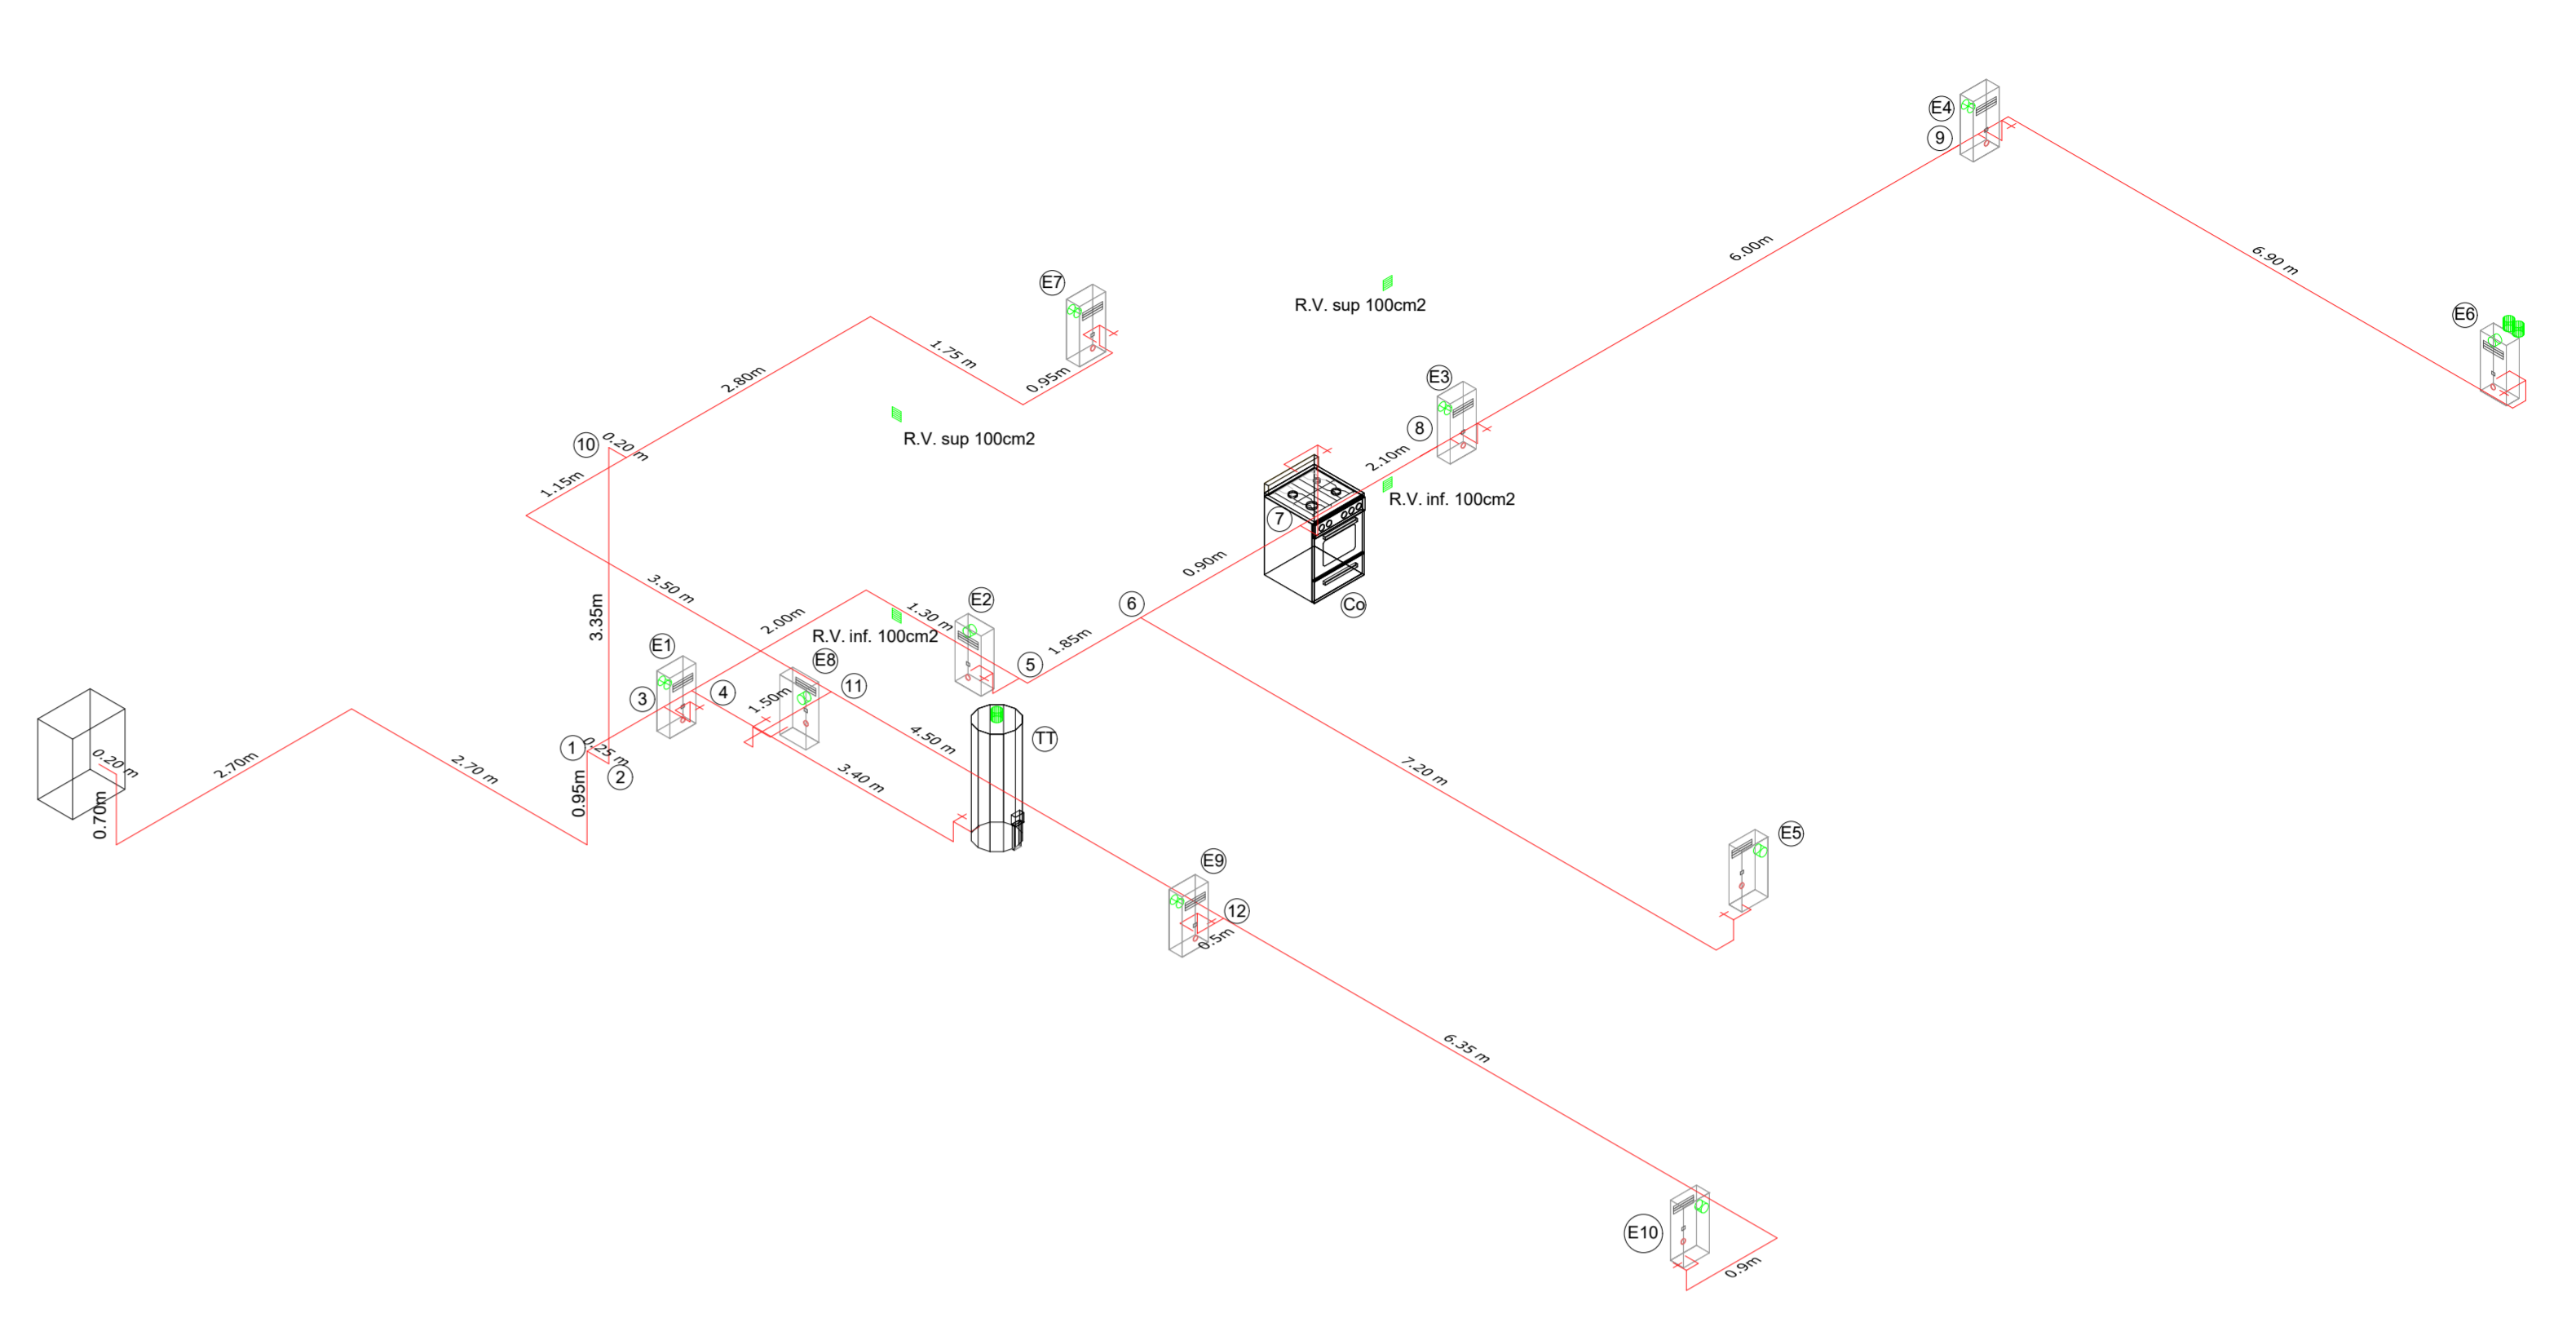 E4
9
6.00m
6.90 m
E7
R.V. sup 100cm2
E6
1.75 m
2.80m
0.95m
E3
R.V. sup 100cm2
8
10
0.20 m
2.10m
1.15m
R.V. inf. 100cm2
7
0.90m
3.50 m
E2
6
Co
3.35m
2.00m
1.30 m
R.V. inf. 100cm2
E1
E8
1.85m
5
3
4
1.50m
11
1
0.25 m
2
4.50 m
TT
0.20 m
2.70m
2.70 m
0.95m
3.40 m
7.20 m
0.70m
E5
E9
12
0.5m
6.35 m
E10
0.9m